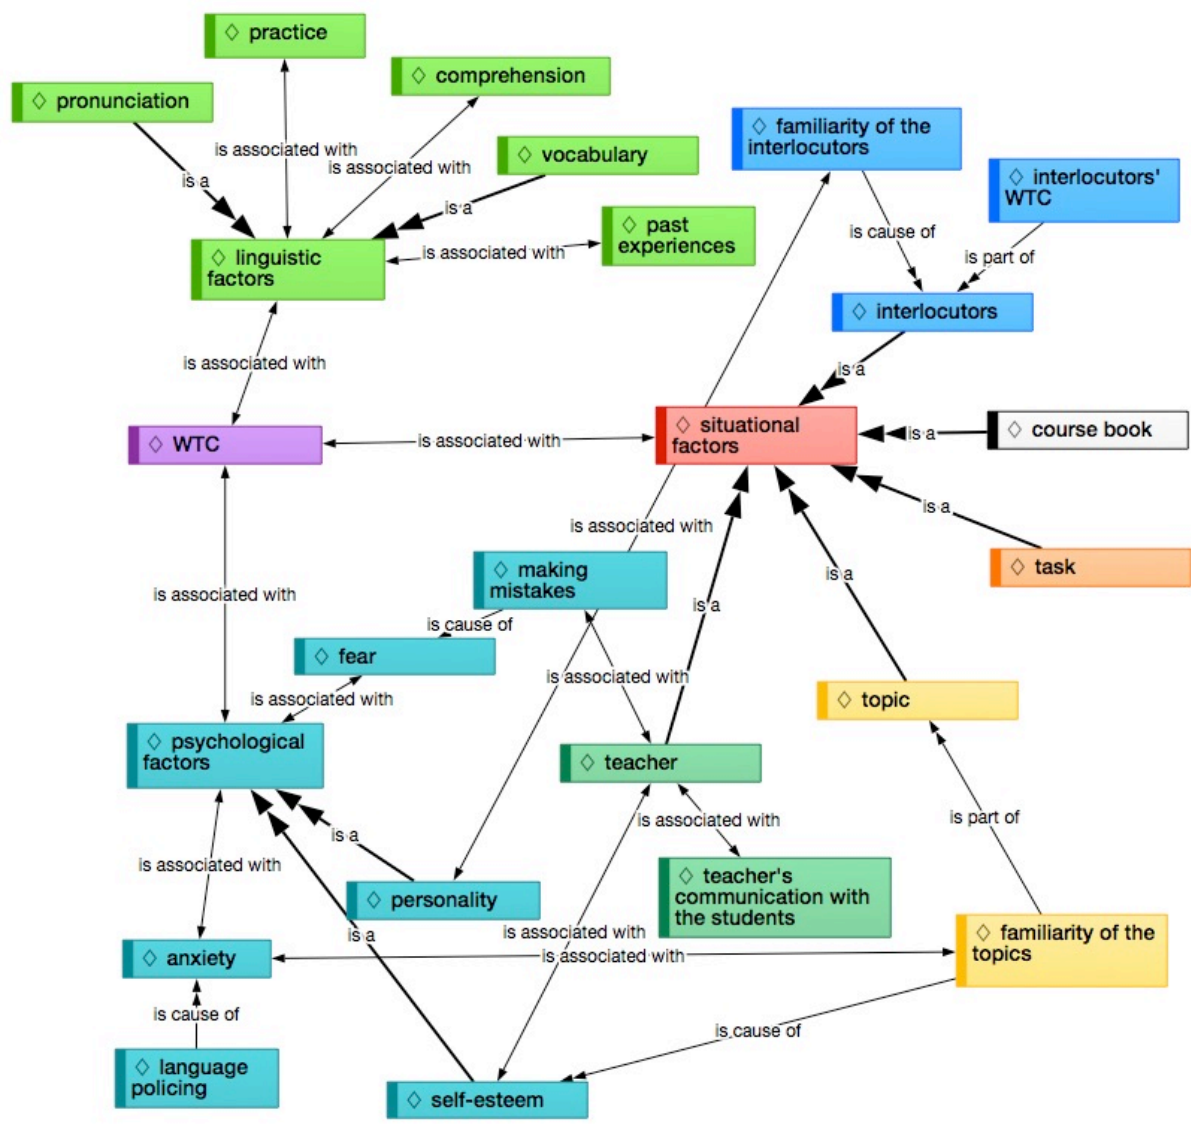 practice
comprehension
pronunciation
familiarity of the
interlocutors
is associated with
vocabulary
is associated with
interlocutors'
WTC
is a
is a
past
experiences
is cause of
linguistic
factors
is associated with
is part of
interlocutors
is associated with
is a
situational
factors
course book
WTC
is associated with
is a
is a
is associated with
making
mistakes
task
is associated with
is a
is a
is cause of
fear
is associated with
is associated with
topic
psychological
factors
teacher
is a
is associated with
is part of
is associated with
teacher's
communication with
the students
personality
is a
is associated with
familiarity of the
topics
anxiety
is associated with
is cause of
is cause of
language
policing
self-esteem